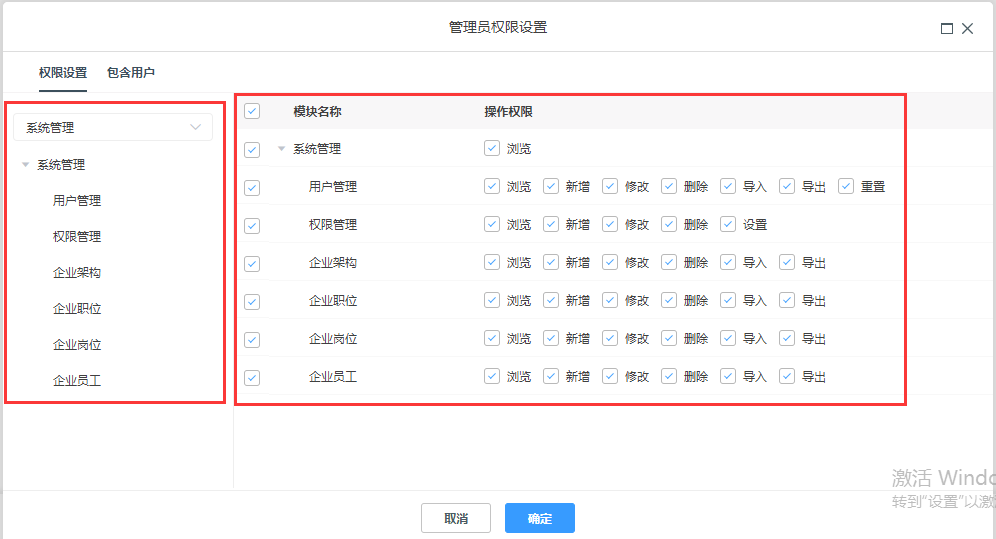 管理员权限设置
权限设置 包含用户
系统管理
系统管理
用户管理
权限管理
企业架构
企业职位
企业岗位
企业员工
模块名称 操作权限
系统管理 浏览
用户管理 浏览 新增 修改 删除 导入 导出 重置
权限管理 浏览 新增 修改 删除 设置
企业架构 浏览 新增 修改 删除 导入 导出
企业职位 浏览 新增 修改 删除 导入 导出
企业岗位 浏览 新增 修改 删除 导入 导出
企业员工 浏览 新增 修改 删除 导入 导出
激活 Windo
转到"设置"以激
取消 确定